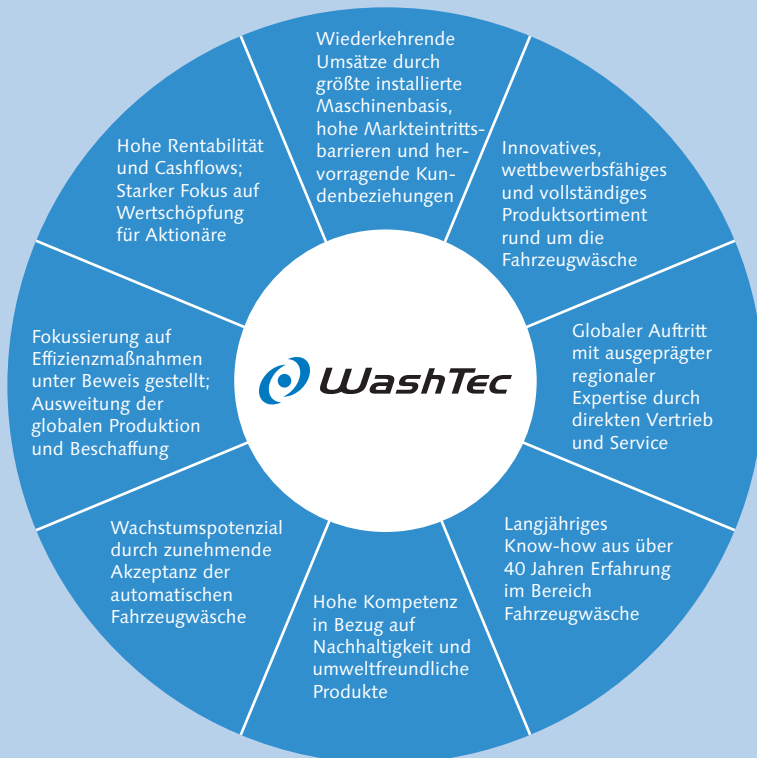 Wiederkehrende
Umsätze durch
größte installierte
Maschinenbasis,
hohe Markteintritts-
barrieren und her-
vorragende Kun-
denbeziehungen
Innovatives,
wettbewerbsfähiges
und vollständiges
Produktsortiment
rund um die
Fahrzeugwäsche
Globaler Auftritt
mit ausgeprägter
regionaler
Expertise durch
direkten Vertrieb
und Service
Langjähriges
Know-how aus über
40 Jahren Erfahrung
im Bereich
Fahrzeugwäsche
Hohe Kompetenz
in Bezug auf
Nachhaltigkeit und
umweltfreundliche
Produkte
Wachstumspotenzial
durch zunehmende
Akzeptanz der
automatischen
Fahrzeugwäsche
Fokussierung auf
Effizienzmaßnahmen
unter Beweis gestellt;
Ausweitung der
globalen Produktion
und Beschaffung
Hohe Rentabilität
und Cashflows;
Starker Fokus auf
Wertschöpfung
für Aktionäre
WashTec